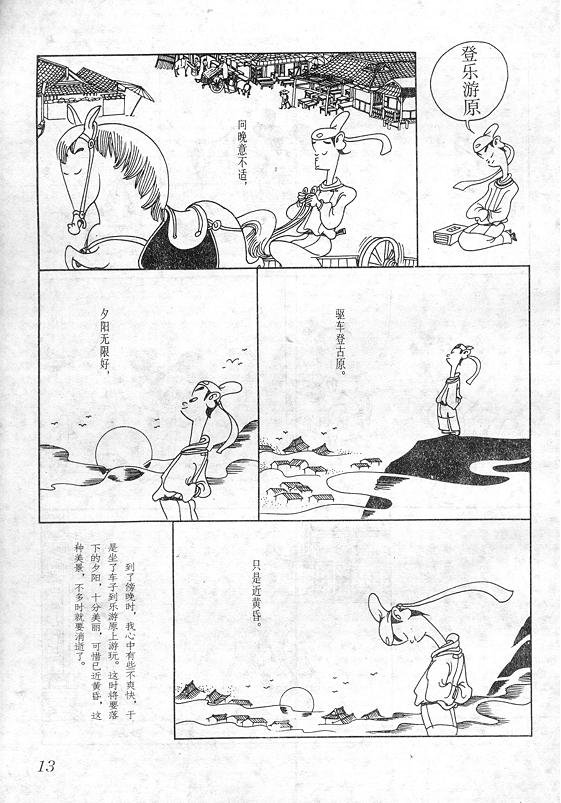 登乐游原
向晚意不适，
驱车登古原。
夕阳无限好，
只是近黄昏。
到了傍晚时，我心中有些不爽快，于
是坐了车子到乐游原上游玩。这时将要落
下的夕阳，十分美丽，可惜已近黄昏，这
种美景，不多时就要消逝了。
13